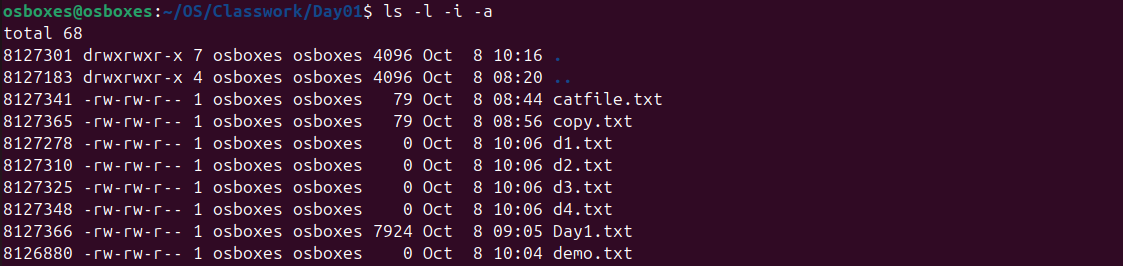 osboxes@osboxes:~/OS/Classwork/Day01$ ls -l -i -a
total 68
8127301 drwxrwxr-x 7 osboxes osboxes 4096 Oct  8 10:16 .
8127183 drwxrwxr-x 4 osboxes osboxes 4096 Oct  8 08:20 ..
8127341 -rw-rw-r-- 1 osboxes osboxes   79 Oct  8 08:44 catfile.txt
8127365 -rw-rw-r-- 1 osboxes osboxes   79 Oct  8 08:56 copy.txt
8127278 -rw-rw-r-- 1 osboxes osboxes    0 Oct  8 10:06 d1.txt
8127310 -rw-rw-r-- 1 osboxes osboxes    0 Oct  8 10:06 d2.txt
8127325 -rw-rw-r-- 1 osboxes osboxes    0 Oct  8 10:06 d3.txt
8127348 -rw-rw-r-- 1 osboxes osboxes    0 Oct  8 10:06 d4.txt
8127366 -rw-rw-r-- 1 osboxes osboxes 7924 Oct  8 09:05 Day1.txt
8126880 -rw-rw-r-- 1 osboxes osboxes    0 Oct  8 10:04 demo.txt